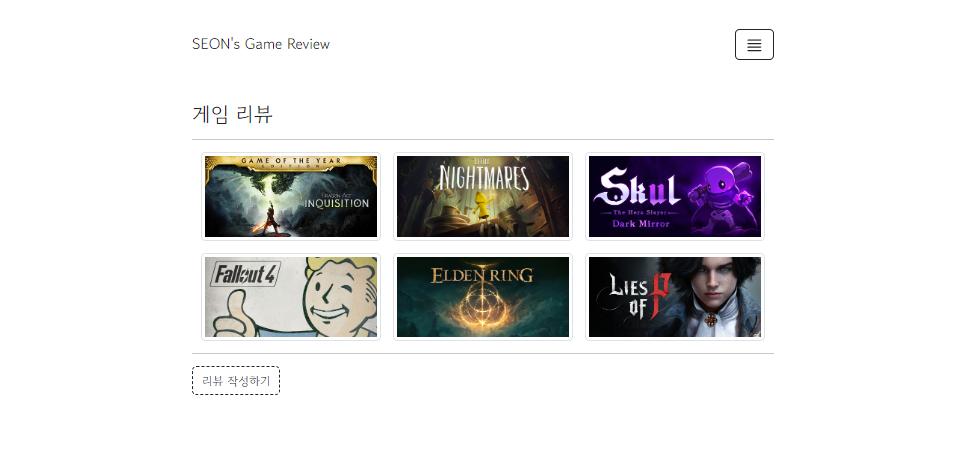 SEON's Game Review
게임 리뷰
GAME OF THE YEAR
EDITION
DRAGON AGE
INQUISITION
LITTLE
NIGHTMARES
Skul
The Hero Slayer
Dark Mirror
Fallout 4
ELDEN RING
LIES
OF P
리뷰 작성하기